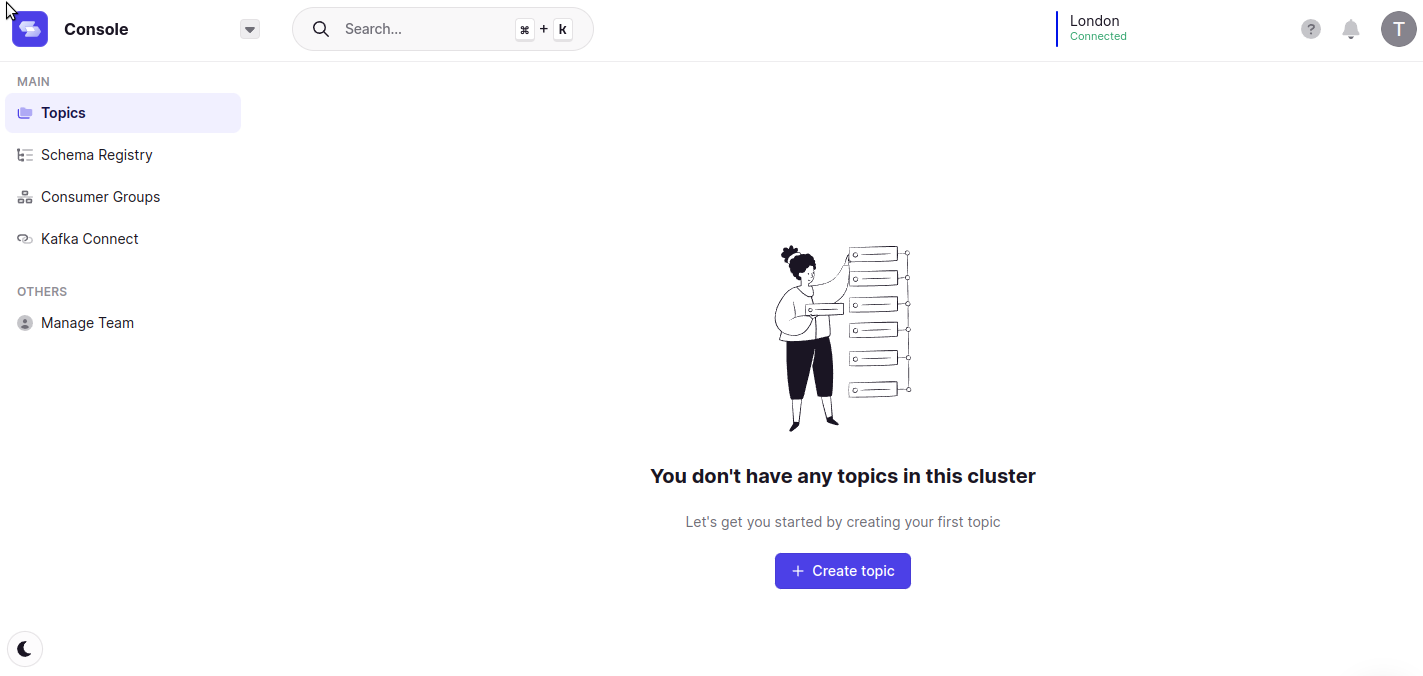 Console
Search...
⌘ + K
London
Connected
?
T
MAIN
Topics
Schema Registry
Consumer Groups
Kafka Connect
OTHERS
Manage Team
You don't have any topics in this cluster
Let's get you started by creating your first topic
+ Create topic